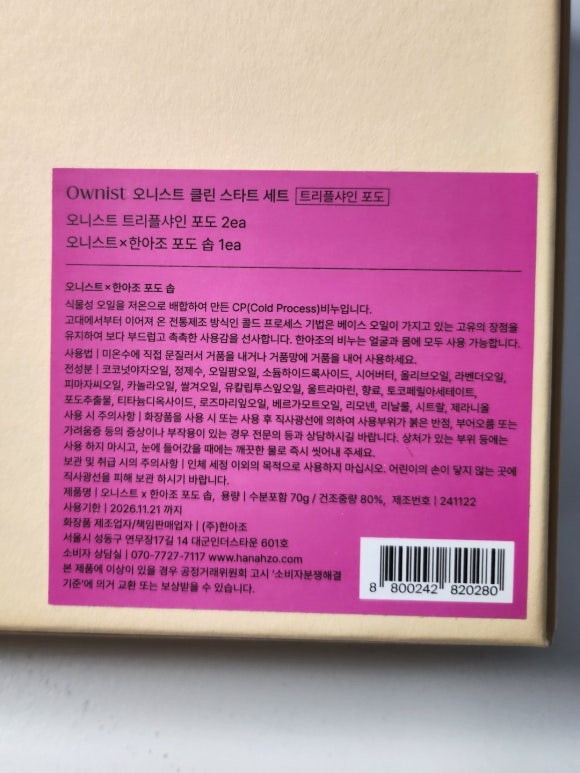 Ownist 오니스트 클린 스타트 세트 트리플샤인 포도
오니스트 트리플샤인 포도 2ea
오니스트×한아조 포도 솝 1ea
오니스트×한아조 포도 솝
식물성 오일을 저온으로 배합하여 만든 CP(Cold Process)비누입니다.
고대에서부터 이어져 온 전통제조 방식인 콜드 프로세스 기법은 베이스 오일이 가지고 있는 고유의 장점을
유지하여 보다 부드럽고 촉촉한 사용감을 선사합니다. 한아조의 비누는 얼굴과 몸에 모두 사용 가능합니다.
사용법 | 미온수에 직접 문질러서 거품을 내거나 거품망에 거품을 내어 사용하세요.
전성분 | 코코넛야자오일, 정제수, 오일팜오일, 소듐하이드록사이드, 시어버터, 올리브오일, 라벤더오일,
피마자씨오일, 카놀라오일, 쌀겨오일, 유칼립투스잎오일, 울트라마린, 향료, 토코페릴아세테이트,
포도추출물, 티타늄디옥사이드, 로즈마리잎오일, 베르가모트오일, 리모넨, 리날룰, 시트랄, 제라니올
사용 시 주의사항 | 화장품을 사용 시 또는 사용 후 직사광선에 의하여 사용부위가 붉은 반점, 부어오름 또는
가려움증 등의 증상이나 부작용이 있는 경우 전문의 등과 상담하시길 바랍니다. 상처가 있는 부위 등에는
사용 하지 마시고, 눈에 들어갔을 때에는 깨끗한 물로 즉시 씻어내 주세요.
보관 및 취급 시의 주의사항 | 인체 세정 이외의 목적으로 사용하지 마십시오. 어린이의 손이 닿지 않는 곳에
직사광선을 피해 보관 하시기 바랍니다.
제품명 | 오니스트 x 한아조 포도 솝, 용량 | 수분포함 70g / 건조중량 80%, 제조번호 | 241122
사용기한 | 2026.11.21 까지
화장품 제조업자/책임판매업자 | (주)한아조
서울시 성동구 연무장17길 14 대군인더스타운 601호
소비자 상담실 | 070-7727-7117 www.hanahzo.com
본 제품에 이상이 있을 경우 공정거래위원회 고시 '소비자분쟁해결
기준'에 의거 교환 또는 보상받을 수 있습니다.
8 800242 820280